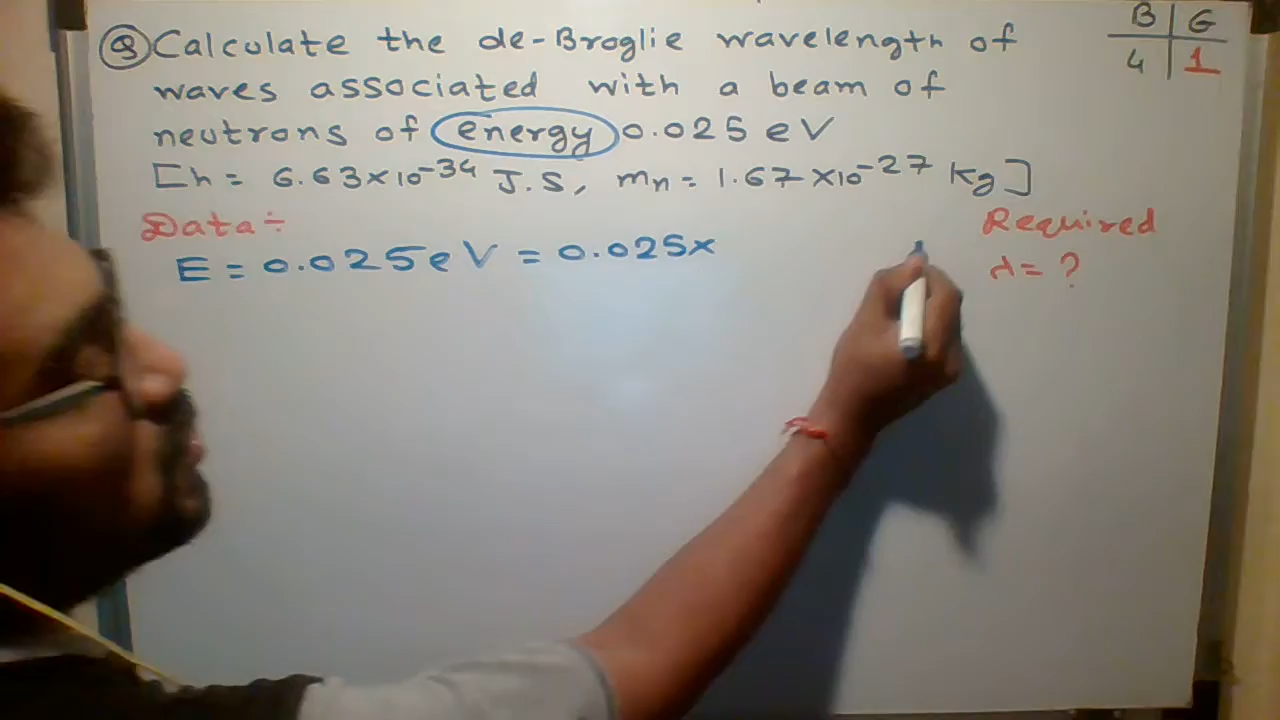 B G
4 1
Q Calculate the de-Broglie wavelength of
waves associated with a beam of
neutrons of energy 0.025 eV
[h = 6.63×10⁻³⁴ J.S, mn = 1.67×10⁻²⁷ Kg]
Data ÷
Required
E = 0.025 eV = 0.025×
λ = ?